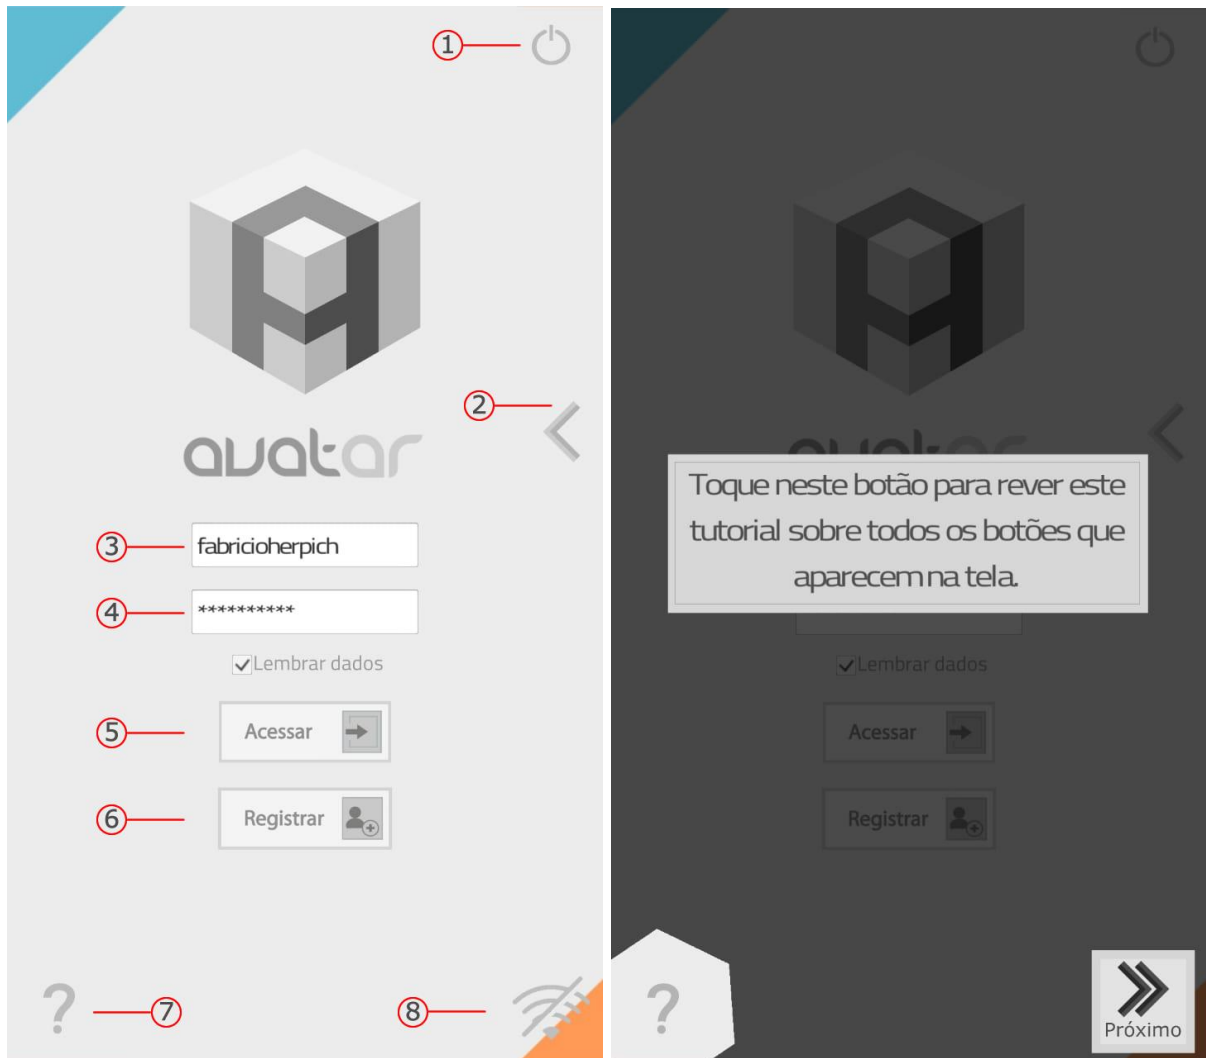 1
avatar
2
3
fabricioherpich
4
**********
Lembrar dados
5
Acessar
6
Registrar
?
7
8
avatar
Toque neste botão para rever este
tutorial sobre todos os botões que
aparecem na tela.
Lembrar dados
Acessar
Registrar
?
Próximo